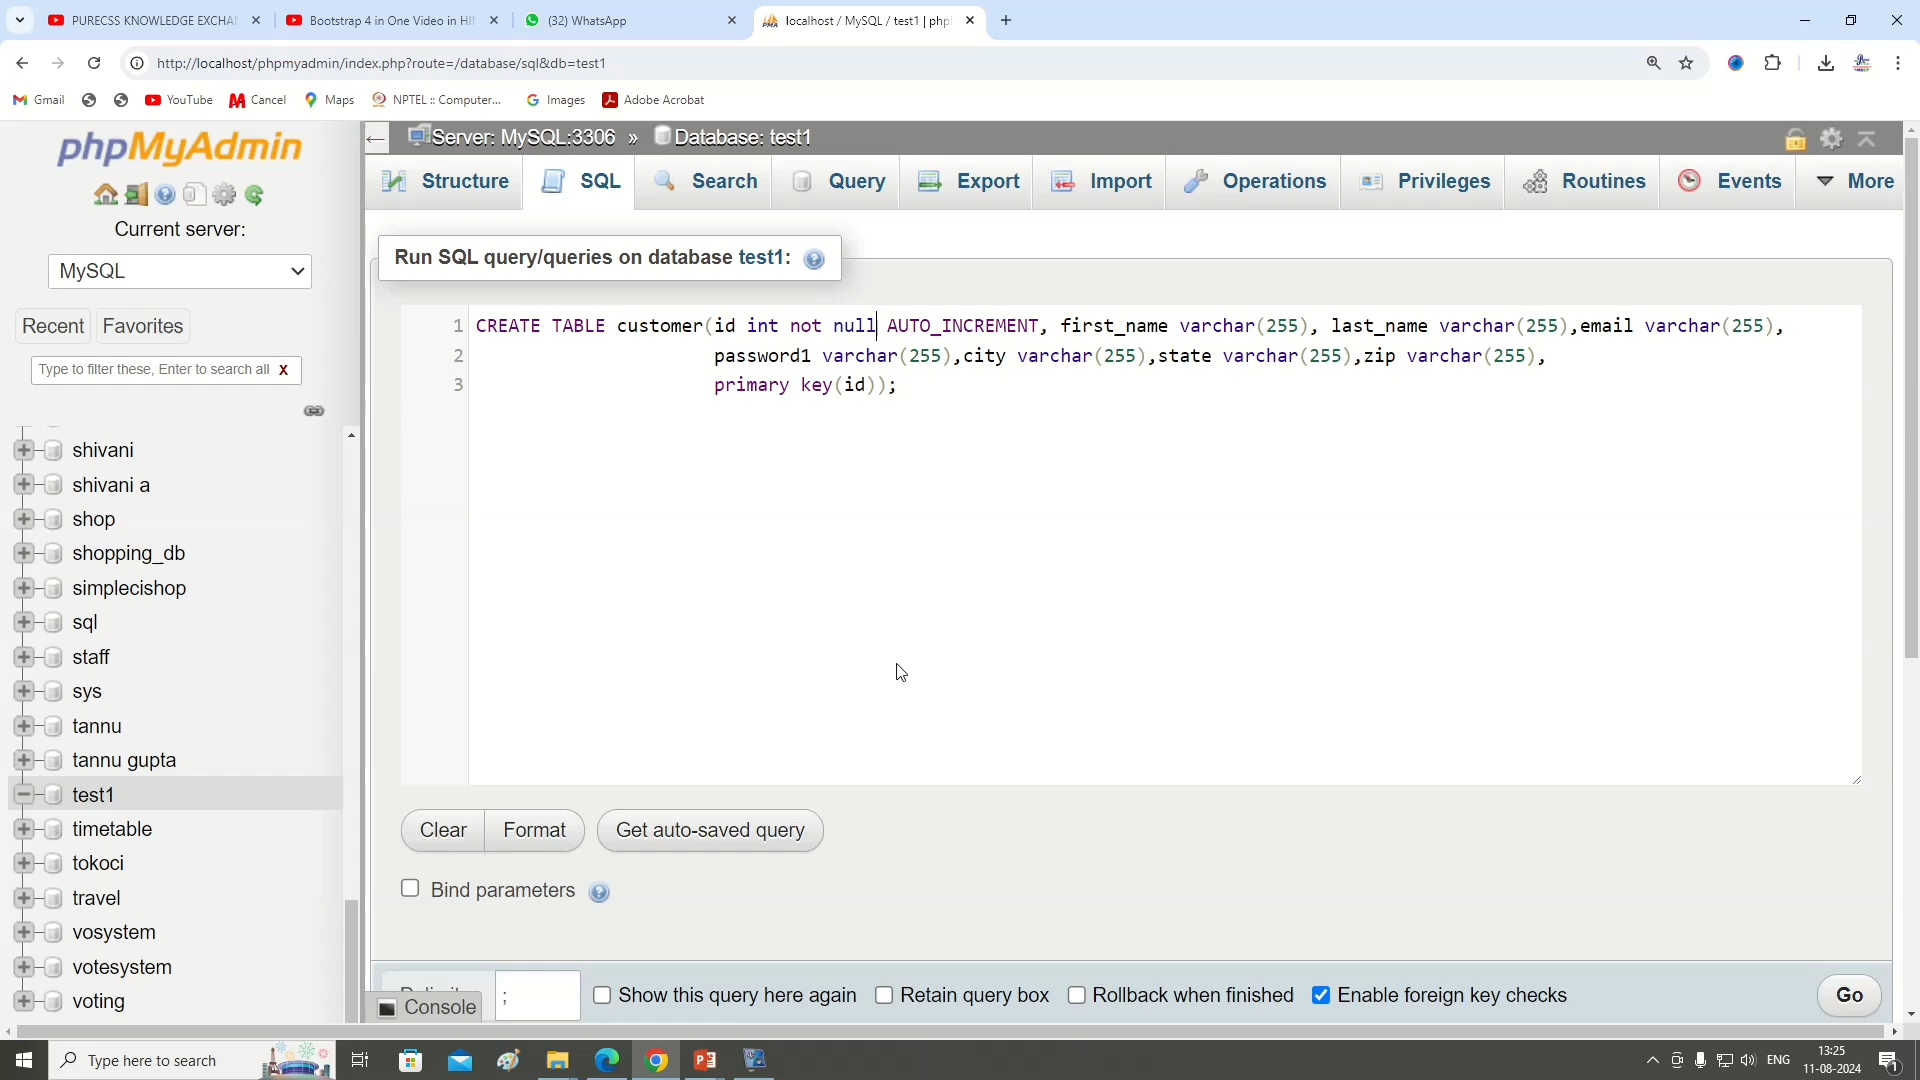 PURECSS KNOWLEDGE EXCHAN
Bootstrap 4 in One Video in HI
(32) WhatsApp
localhost / MySQL / test1 | php
http://localhost/phpmyadmin/index.php?route=/database/sql&db=test1
Gmail
YouTube
Cancel
Maps
NPTEL :: Computer...
Images
Adobe Acrobat
phpMyAdmin
Current server:
MySQL
Recent
Favorites
Type to filter these, Enter to search all
X
shivani
shivani a
shop
shopping_db
simplecishop
sql
staff
sys
tannu
tannu gupta
test1
timetable
tokoci
travel
vosystem
votesystem
voting
Server: MySQL:3306 » Database: test1
Structure
SQL
Search
Query
Export
Import
Operations
Privileges
Routines
Events
More
Run SQL query/queries on database test1:
1 CREATE TABLE customer(id int not null AUTO_INCREMENT, first_name varchar(255), last_name varchar(255),email varchar(255),
2 password1 varchar(255),city varchar(255),state varchar(255),zip varchar(255),
3 primary key(id));
Clear
Format
Get auto-saved query
Bind parameters
;
Show this query here again
Retain query box
Rollback when finished
Enable foreign key checks
Go
Console
Type here to search
ENG
13:25
11-08-2024
1